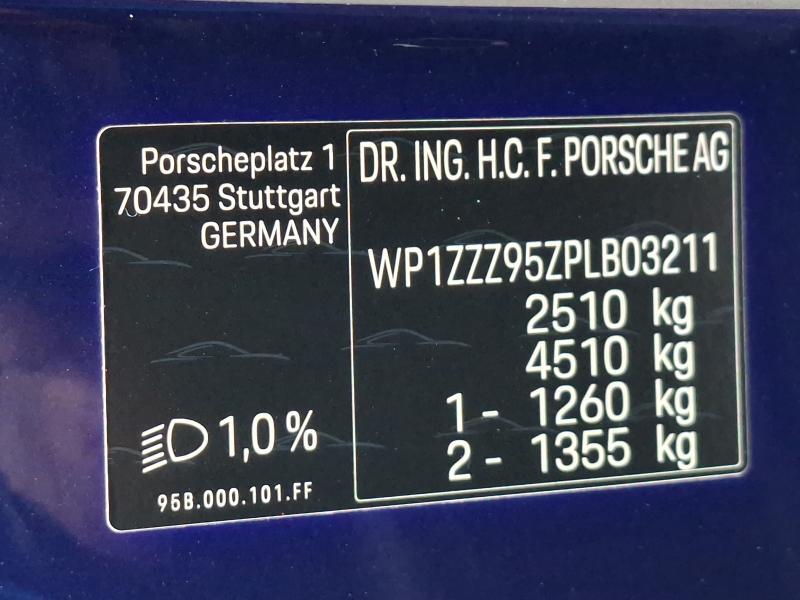 Porscheplatz 1
70435 Stuttgart
GERMANY
1,0 %
95B.000.101.FF
DR. ING. H.C. F. PORSCHE AG
WP1ZZZ95ZPLB03211
2510 kg
4510 kg
1 - 1260 kg
2 - 1355 kg